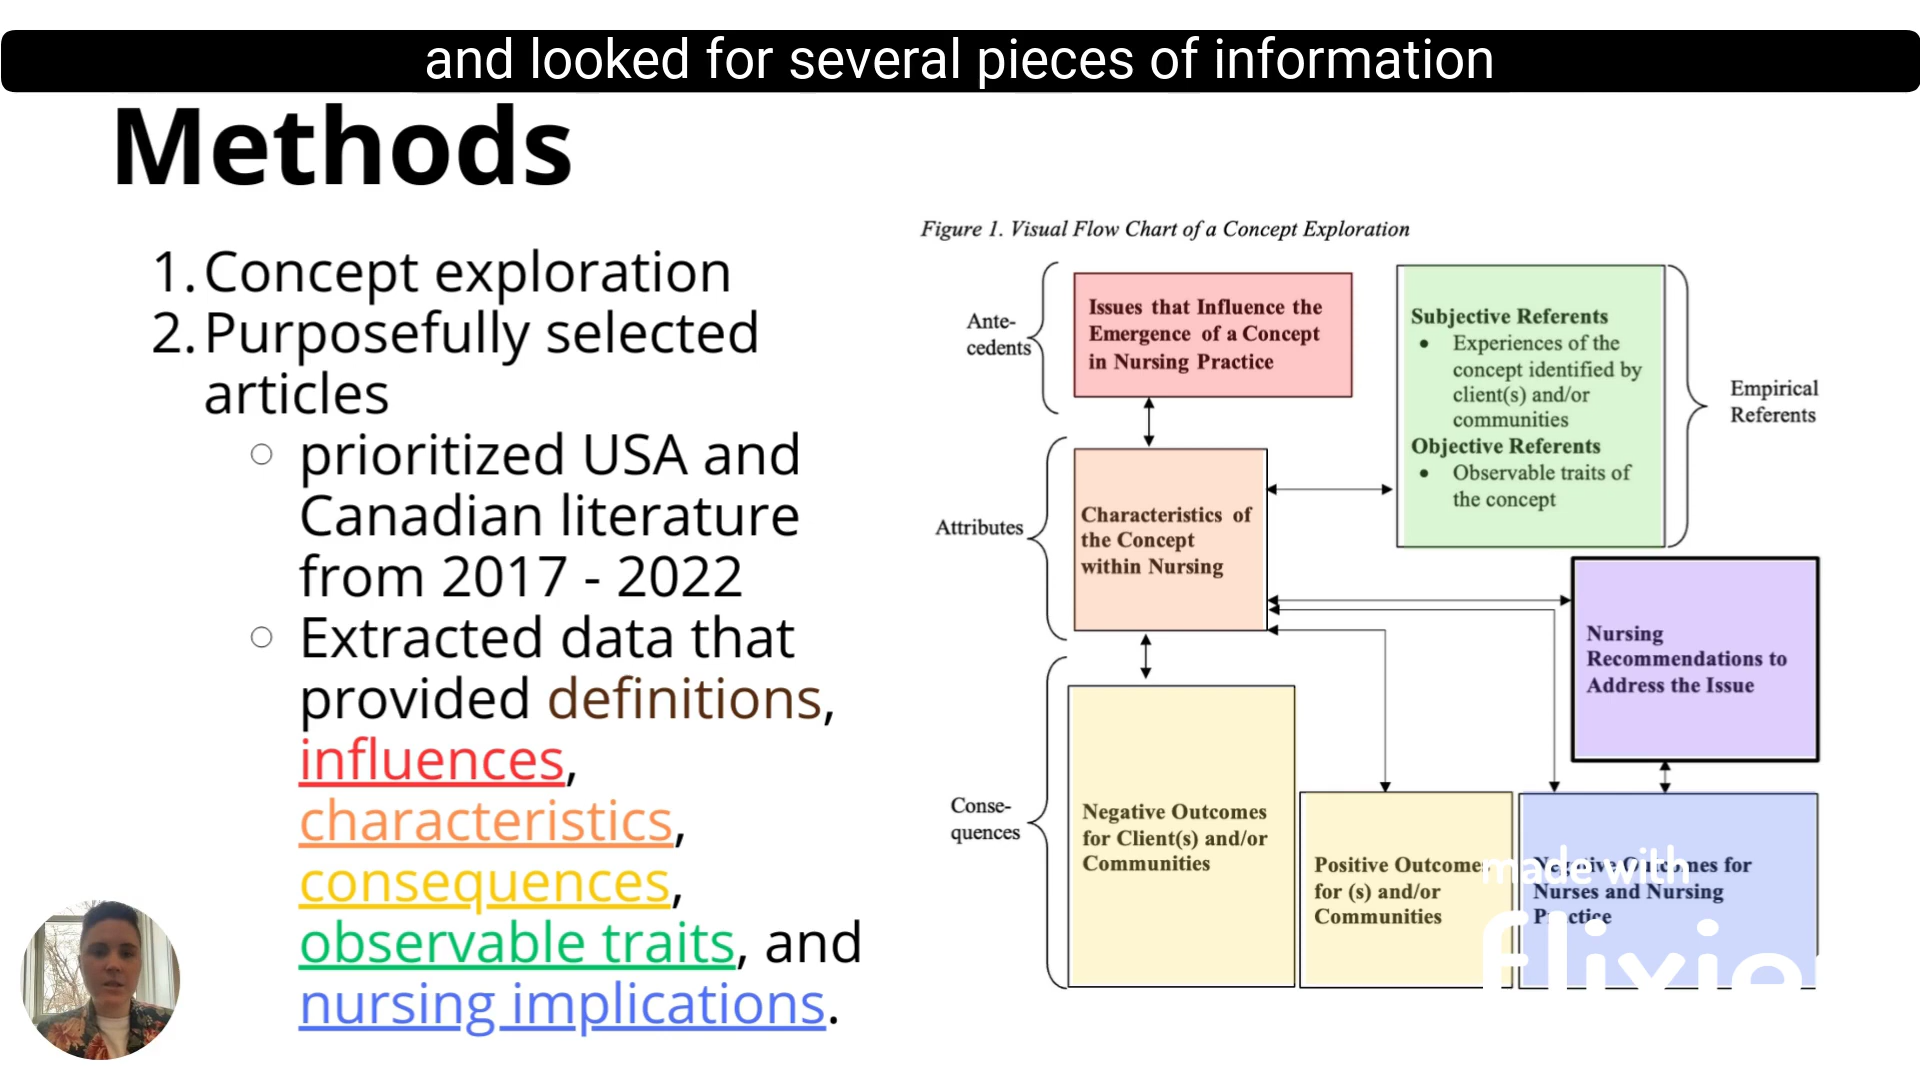 and looked for several pieces of information
Methods
1. Concept exploration
2. Purposefully selected
articles
prioritized USA and
Canadian literature
from 2017 - 2022
Extracted data that
provided definitions,
influences,
characteristics,
consequences,
observable traits, and
nursing implications.
Figure 1. Visual Flow Chart of a Concept Exploration
Ante-
cedents
Issues that Influence the
Emergence of a Concept
in Nursing Practice
Subjective Referents
• Experiences of the
concept identified by
client(s) and/or
communities
Objective Referents
• Observable traits of
the concept
Empirical
Referents
Attributes
Characteristics of
the Concept
within Nursing
Nursing
Recommendations to
Address the Issue
Conse-
quences
Negative Outcomes
for Client(s) and/or
Communities
Positive Outcomes
for (s) and/or
Communities
Negative Outcomes for
Nurses and Nursing
Practice
made with
flixier